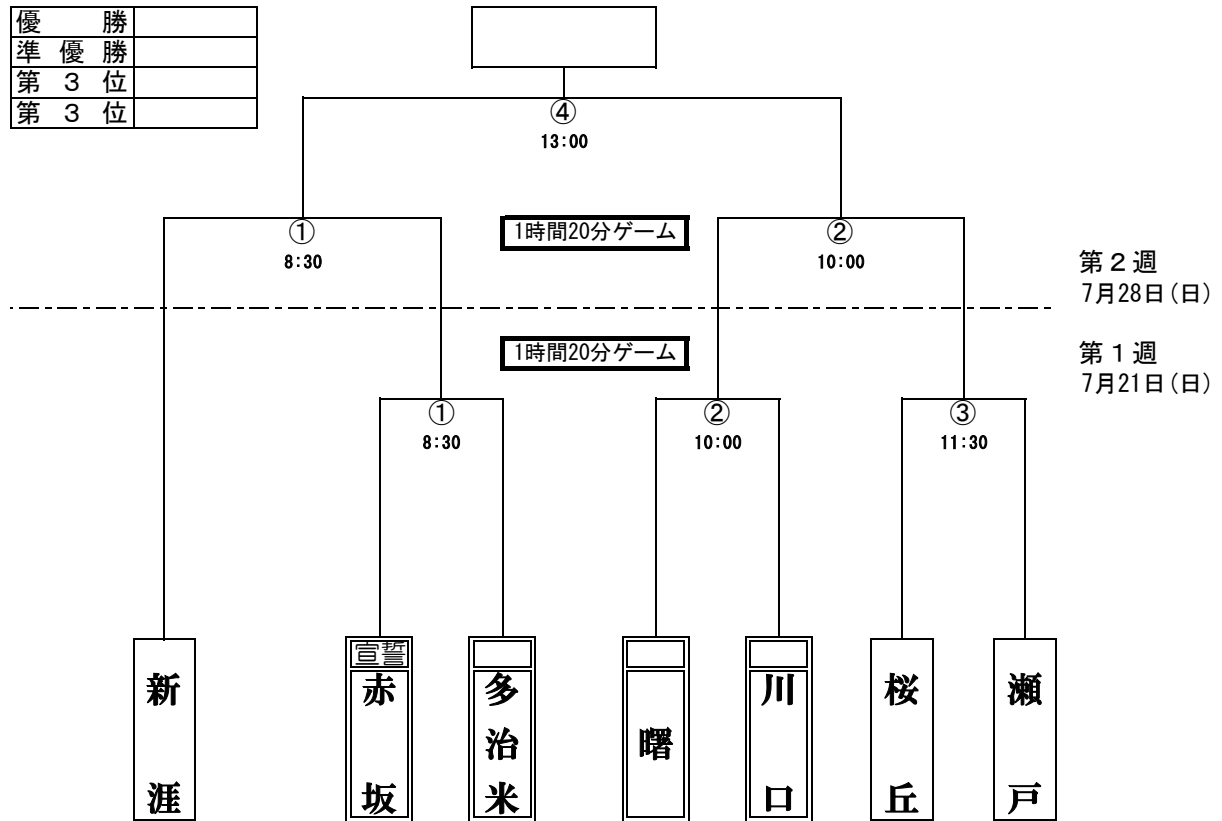 優勝
準優勝
第３位
第３位
④
13:00
①
8:30
1時間20分ゲーム
②
10:00
第２週
7月28日(日)
1時間20分ゲーム
第１週
7月21日(日)
①
8:30
②
10:00
③
11:30
新涯
宣誓
赤坂
多治米
曙
川口
桜丘
瀬戸